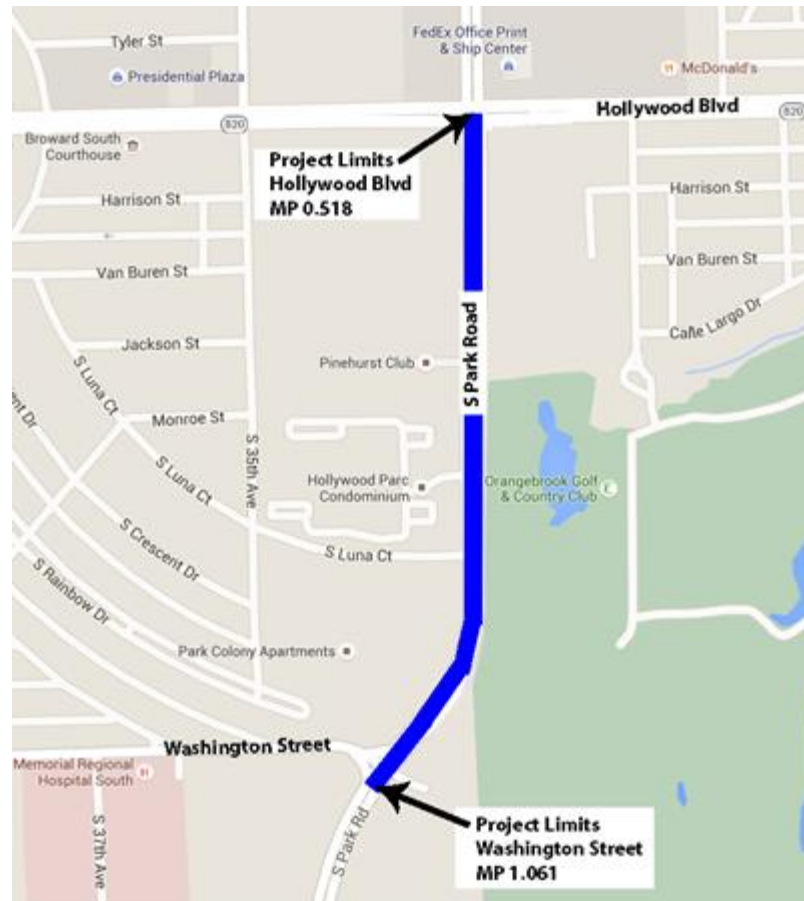 FedEx Office Print
& Ship Center
Tyler St
Presidential Plaza
McDonald's
Hollywood Blvd
820
820
Broward South
Courthouse
Project Limits
Hollywood Blvd
MP 0.518
Harrison St
Harrison St
Van Buren St
Van Buren St
Calle Largo Dr
Jackson St
S Park Road
Pinehurst Club
S Luna Ct
Monroe St
S 35th Ave
S Luna Ct
Hollywood Parc
Condominium
Orangebrook Golf
& Country Club
S Crescent Dr
S Luna Ct
S Rainbow Dr
Park Colony Apartments
Washington Street
Memorial Regional
Hospital South
H
S 37th Ave
S Park Rd
Project Limits
Washington Street
MP 1.061